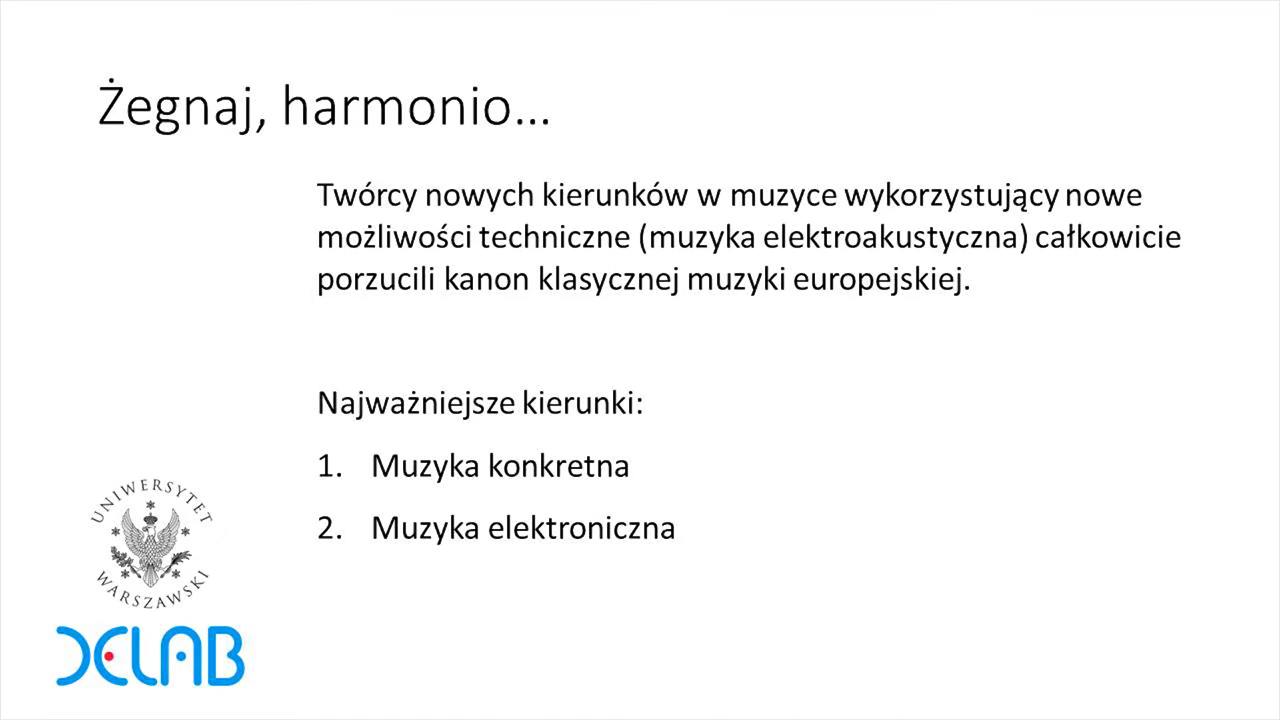 Żegnaj, harmonio...
Twórcy nowych kierunków w muzyce wykorzystujący nowe
możliwości techniczne (muzyka elektroakustyczna) całkowicie
porzucili kanon klasycznej muzyki europejskiej.
Najważniejsze kierunki:
1. Muzyka konkretna
2. Muzyka elektroniczna
UNIWERSYTET
WARSZAWSKI
DELAB